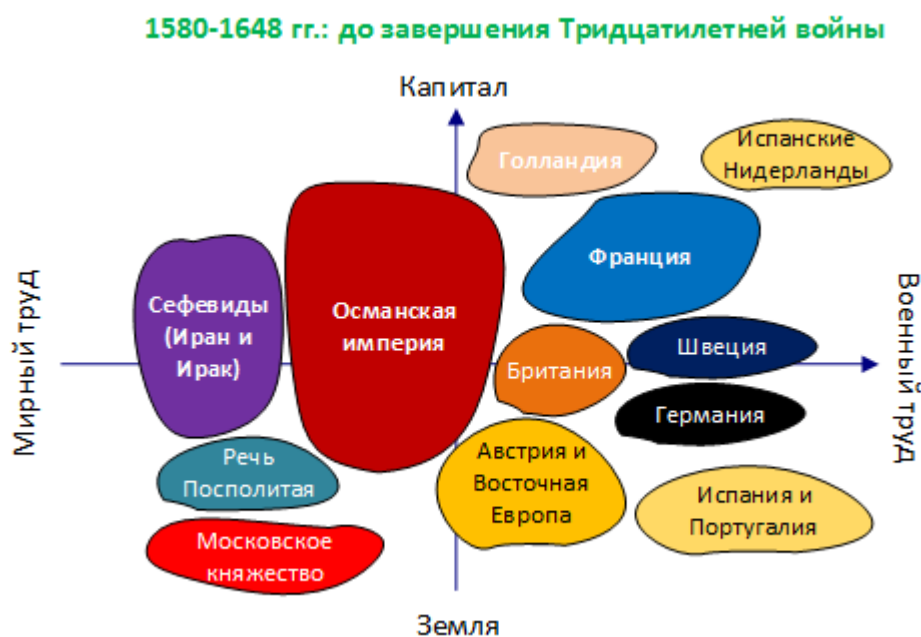 1580-1648 гг.: до завершения Тридцатилетней войны
Капитал
Голландия
Испанские
Нидерланды
Франция
Сефевиды
(Иран и
Ирак)
Османская
империя
Мирный труд
Военный труд
Швеция
Британия
Германия
Речь
Посполитая
Австрия и
Восточная
Европа
Испания и
Португалия
Московское
княжество
Земля